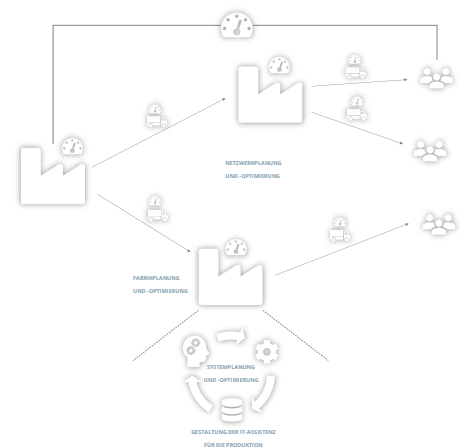 NETZWERKPLANUNG
UND -OPTIMIERUNG
FABRIKPLANUNG
UND -OPTIMIERUNG
SYSTEMPLANUNG
UND -OPTIMIERUNG
GESTALTUNG DER IT-ASSISTENZ
FÜR DIE PRODUKTION